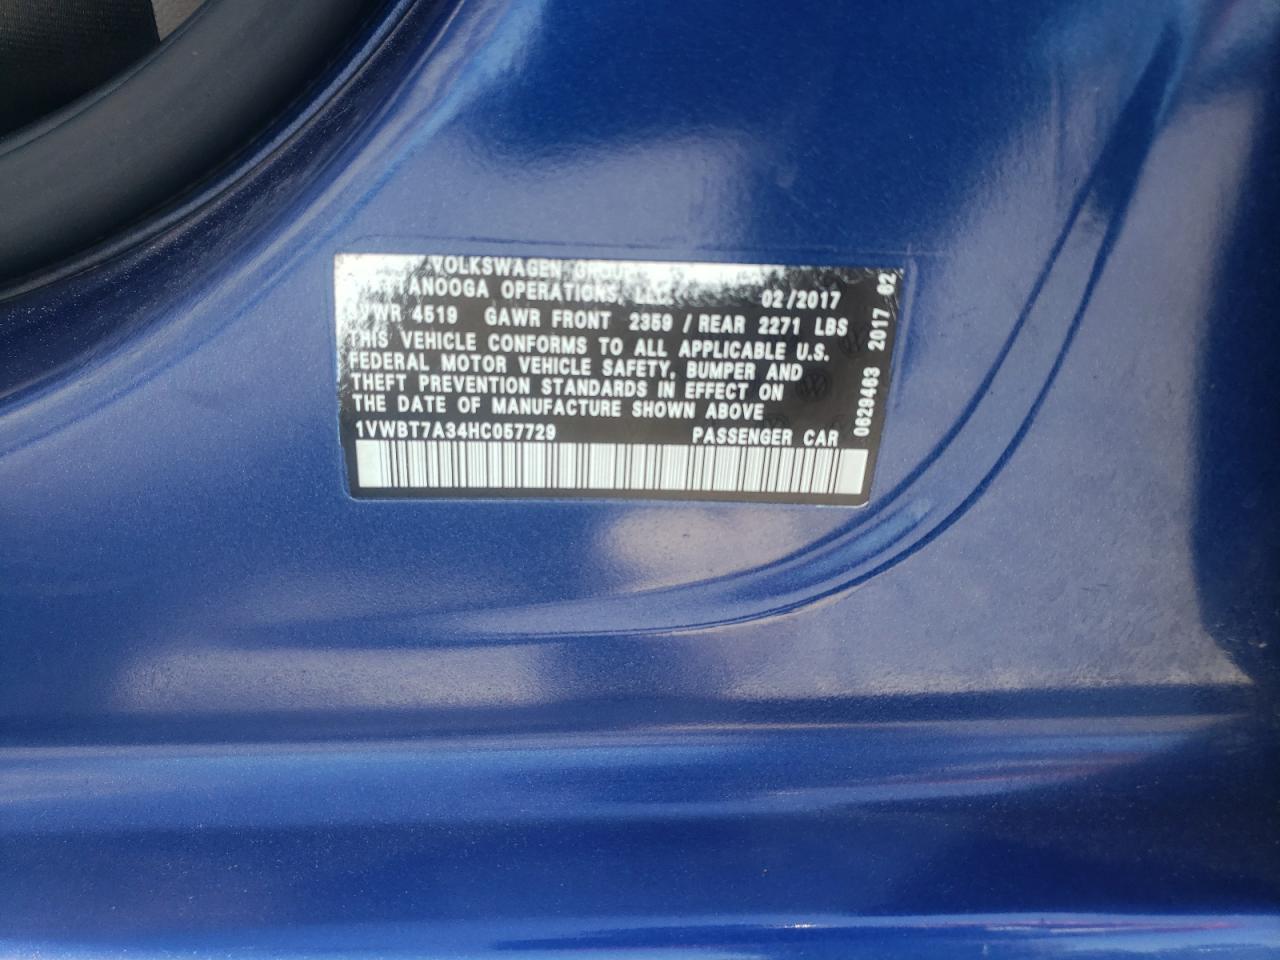 VOLKSWAGEN GROUP
ANOOGA OPERATIONS, LLC. 02/2017
GVWR 4519 GAWR FRONT 2359 / REAR 2271 LBS
THIS VEHICLE CONFORMS TO ALL APPLICABLE U.S.
FEDERAL MOTOR VEHICLE SAFETY, BUMPER AND
THEFT PREVENTION STANDARDS IN EFFECT ON
THE DATE OF MANUFACTURE SHOWN ABOVE
1VWBT7A34HC057729 PASSENGER CAR
0629463 2017 02